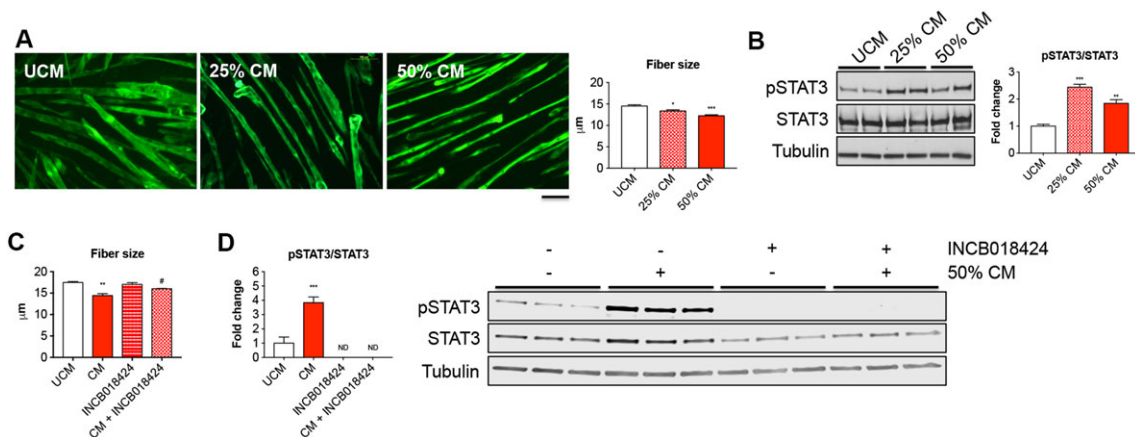 A
UCM
25% CM
50% CM
Fiber size
μm
20
15
10
5
0
*
***
UCM
25% CM
50% CM
B
UCM
25% CM
50% CM
pSTAT3
STAT3
Tubulin
pSTAT3/STAT3
Fold change
3
2
1
0
***
**
UCM
25% CM
50% CM
C
Fiber size
μm
20
15
10
5
0
**
#
UCM
CM
INCB018424
CM + INCB018424
D
pSTAT3/STAT3
Fold change
6
5
4
3
2
1
0
***
ND
ND
UCM
CM
INCB018424
CM + INCB018424
- - + + INCB018424
- + - + 50% CM
pSTAT3
STAT3
Tubulin